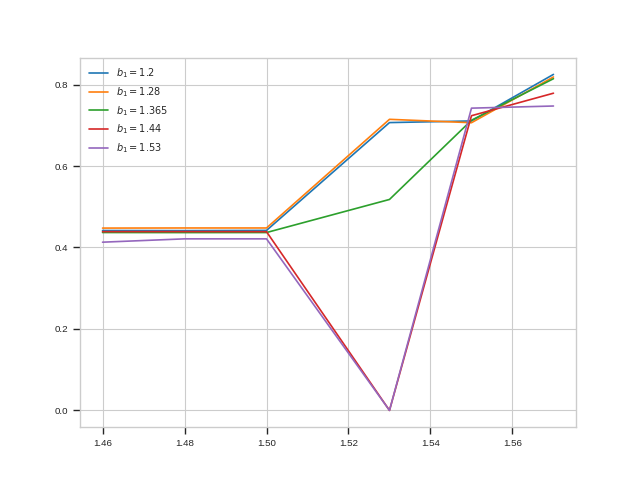 b₁ = 1.2
b₁ = 1.28
b₁ = 1.365
b₁ = 1.44
b₁ = 1.53
0.8
0.6
0.4
0.2
0.0
1.46 1.48 1.50 1.52 1.54 1.56